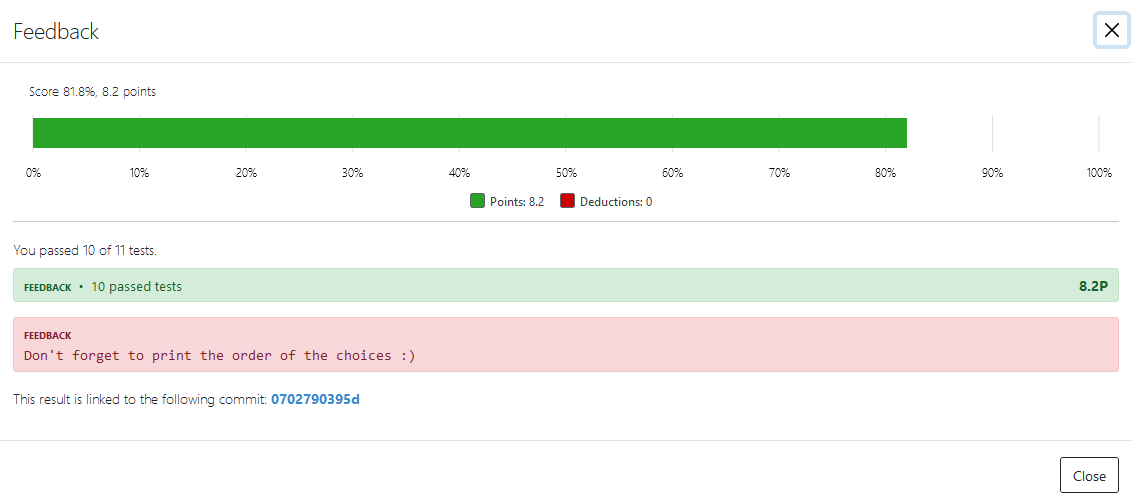 Feedback
Score 81.8%, 8.2 points
0% 10% 20% 30% 40% 50% 60% 70% 80% 90% 100%
Points: 8.2 Deductions: 0
You passed 10 of 11 tests.
FEEDBACK • 10 passed tests 8.2P
FEEDBACK
Don't forget to print the order of the choices :)
This result is linked to the following commit: 0702790395d
Close